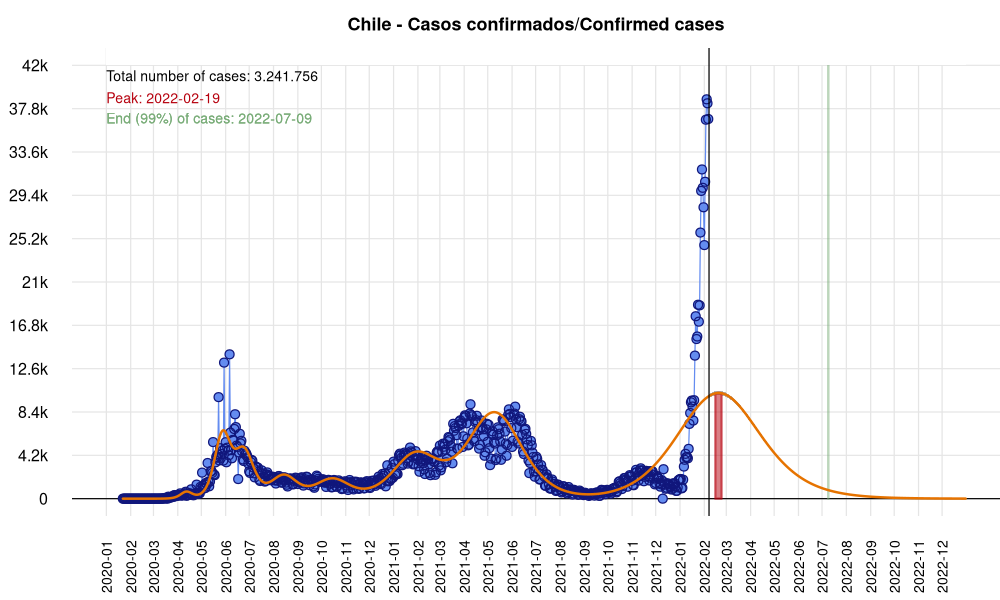 Chile - Casos confirmados/Confirmed cases
Total number of cases: 3.241.756
Peak: 2022-02-19
End (99%) of cases: 2022-07-09
42k
37.8k
33.6k
29.4k
25.2k
21k
16.8k
12.6k
8.4k
4.2k
0
2020-01
2020-02
2020-03
2020-04
2020-05
2020-06
2020-07
2020-08
2020-09
2020-10
2020-11
2020-12
2021-01
2021-02
2021-03
2021-04
2021-05
2021-06
2021-07
2021-08
2021-09
2021-10
2021-11
2021-12
2022-01
2022-02
2022-03
2022-04
2022-05
2022-06
2022-07
2022-08
2022-09
2022-10
2022-11
2022-12